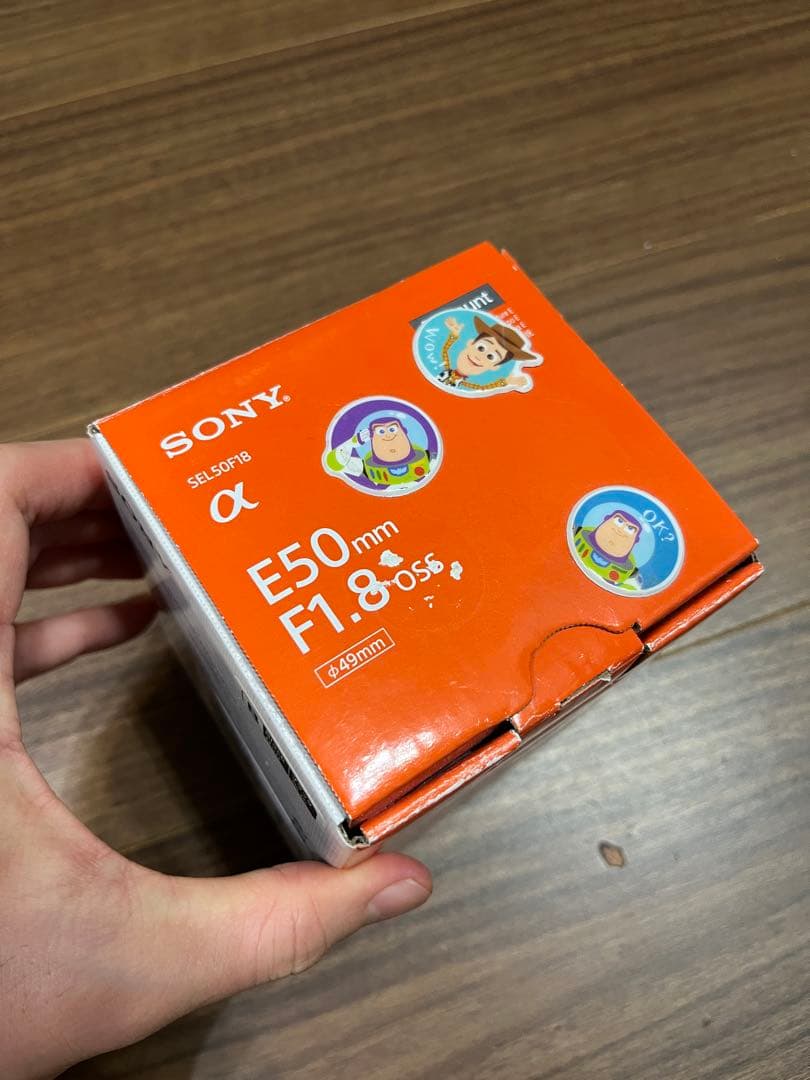 SONY®
SEL50F18
α
E50mm
F1.8 OSS
ϕ49mm
Wow!
OK?